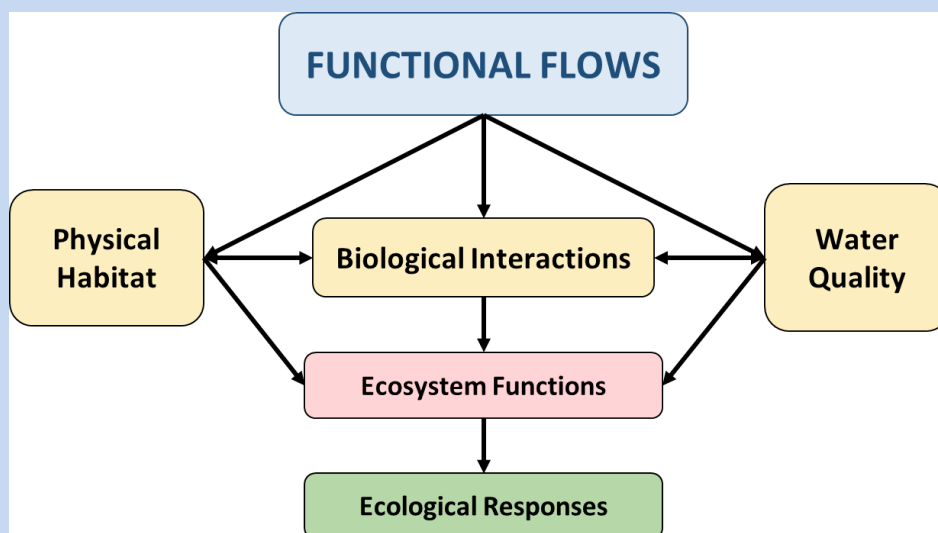 FUNCTIONAL FLOWS
Physical
Habitat
Biological Interactions
Water
Quality
Ecosystem Functions
Ecological Responses